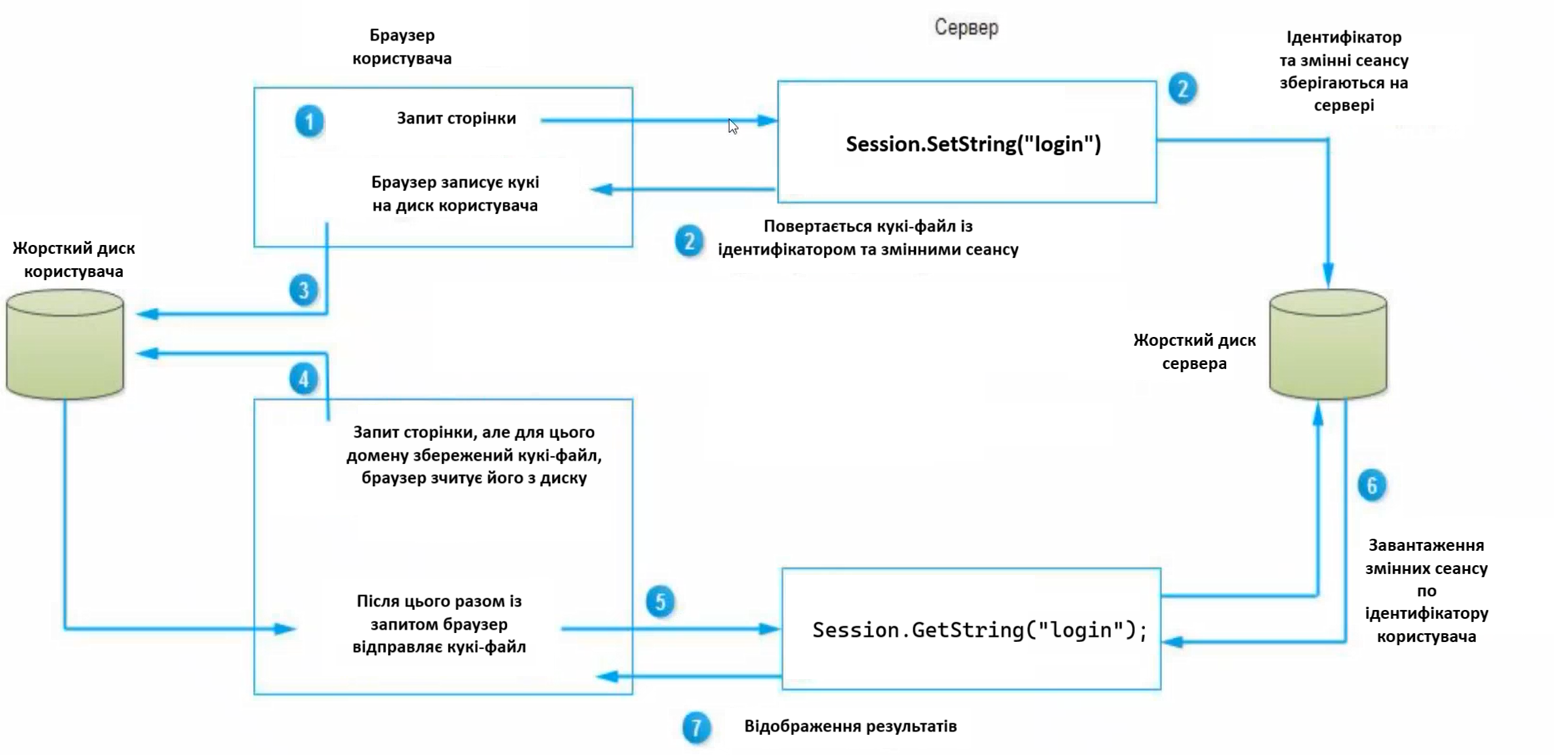 Сервер
Браузер
користувача
Ідентифікатор
та змінні сеансу
зберігаються на
сервері
1
Запит сторінки
2
Session.SetString("login")
Браузер записує кукі
на диск користувача
2
Повертається кукі-файл із
ідентифікатором та змінними сеансу
Жорсткий диск
користувача
3
Жорсткий диск
сервера
4
Запит сторінки, але для цього
домену збережений кукі-файл,
браузер зчитує його з диску
6
Завантаження
змінних сеансу
по
ідентифікатору
користувача
Після цього разом із
запитом браузер
відправляє кукі-файл
5
Session.GetString("login");
7
Відображення результатів